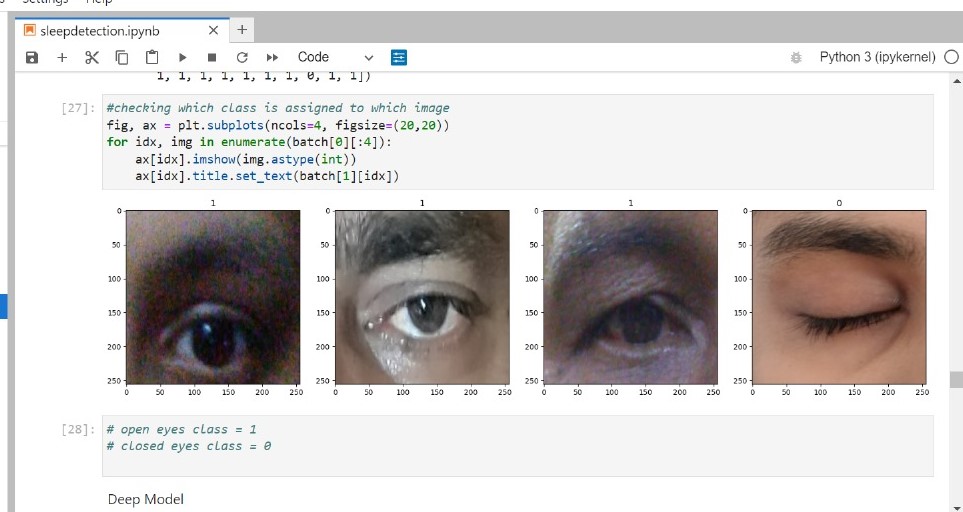 Settings Help
sleepdetection.ipynb
Code
Python 3 (ipykernel)
1, 1, 1, 1, 1, 1, 1, 0, 1, 1])
[27]:
#checking which class is assigned to which image
fig, ax = plt.subplots(ncols=4, figsize=(20,20))
for idx, img in enumerate(batch[0][:4]):
    ax[idx].imshow(img.astype(int))
    ax[idx].title.set_text(batch[1][idx])
1 1 1 0
0 0 0 0
50 50 50 50
100 100 100 100
150 150 150 150
200 200 200 200
250 250 250 250
0 50 100 150 200 250 0 50 100 150 200 250 0 50 100 150 200 250 0 50 100 150 200 250
[28]:
# open eyes class = 1
# closed eyes class = 0
Deep Model